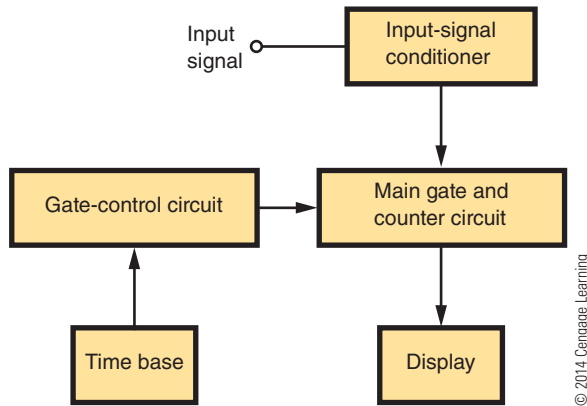 Input
signal
Input-signal
conditioner
Gate-control circuit
Main gate and
counter circuit
Time base
Display
© 2014 Cengage Learning